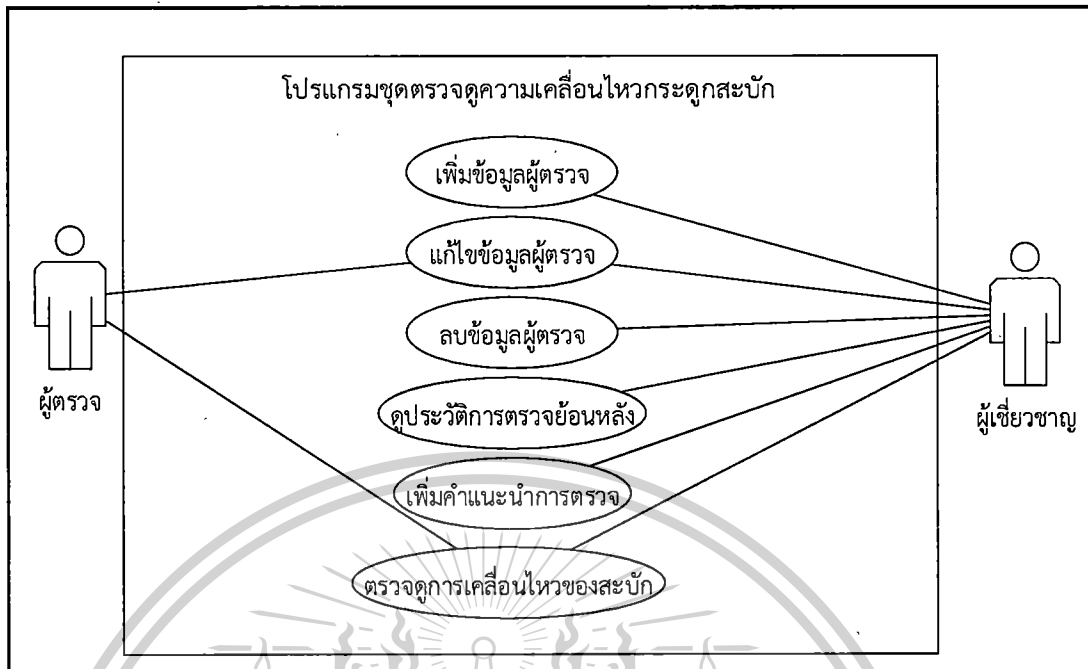 โปรแกรมชุดตรวจดูความเคลื่อนไหวกระดูกสะบัก
เพิ่มข้อมูลผู้ตรวจ
แก้ไขข้อมูลผู้ตรวจ
ลบข้อมูลผู้ตรวจ
ผู้ตรวจ
ผู้เชี่ยวชาญ
ดูประวัติการตรวจย้อนหลัง
เพิ่มคำแนะนำการตรวจ
ตรวจดูการเคลื่อนไหวของสะบัก